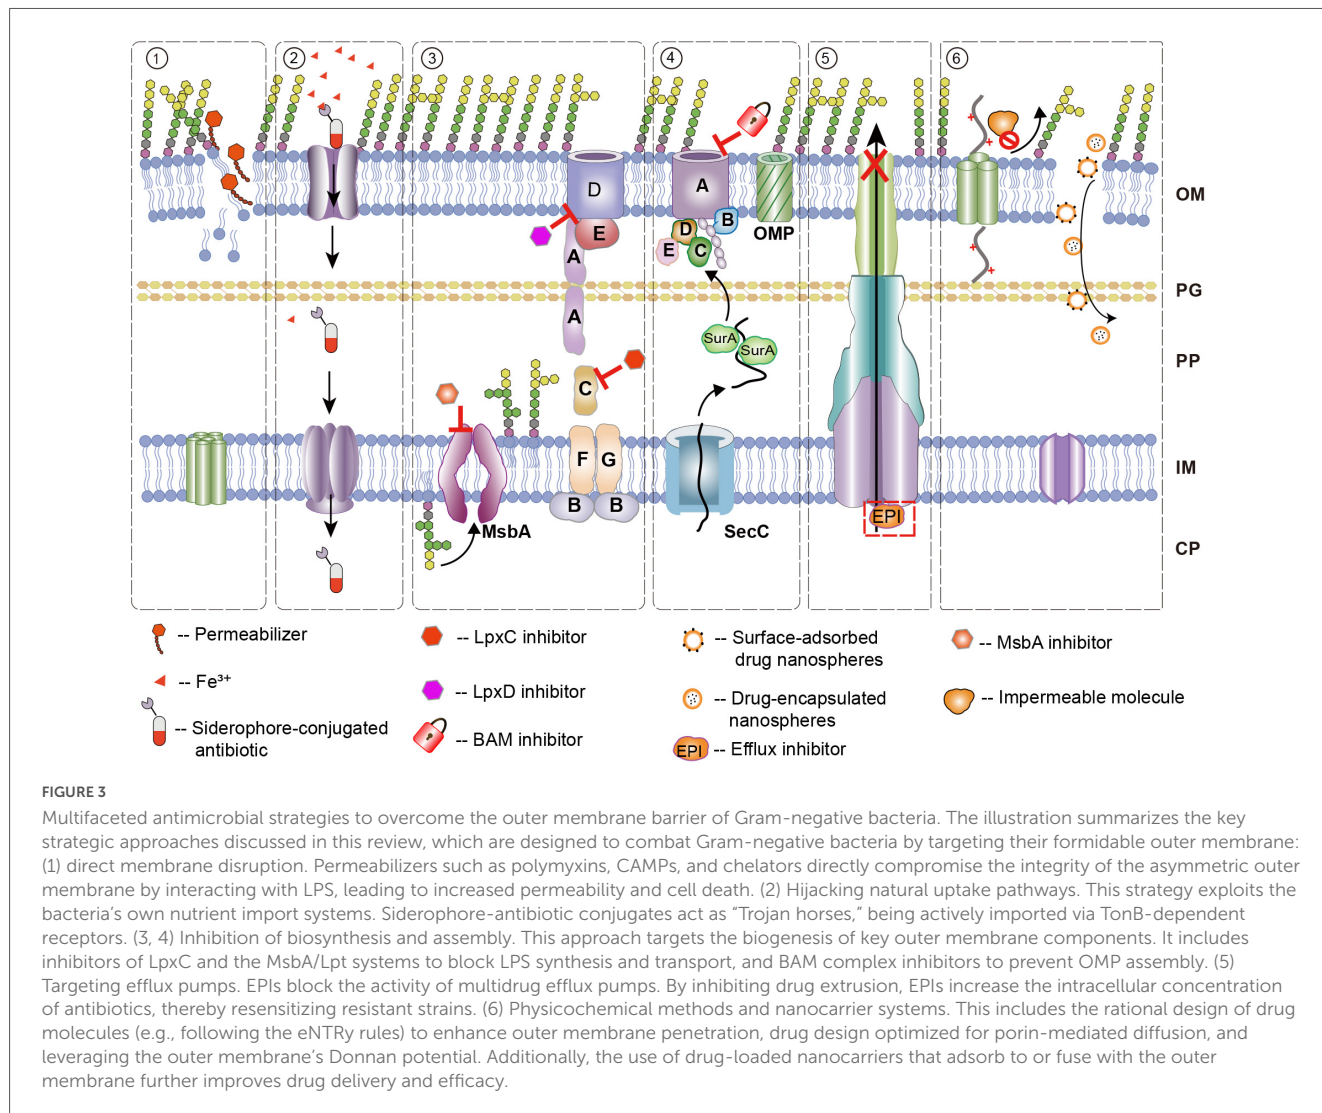 1
2
3
4
5
6
A
D
B
D
E
C
E
OMP
OM
A
PG
A
SurA
SurA
PP
C
F
G
IM
B
B
EPI
MsbA
SecC
CP
-- Permeabilizer
-- LpxC inhibitor
-- Surface-adsorbed
drug nanospheres
-- MsbA inhibitor
-- Fe³⁺
-- LpxD inhibitor
-- Drug-encapsulated
nanospheres
-- Impermeable molecule
-- Siderophore-conjugated
antibiotic
-- BAM inhibitor
EPI -- Efflux inhibitor
FIGURE 3
Multifaceted antimicrobial strategies to overcome the outer membrane barrier of Gram-negative bacteria. The illustration summarizes the key
strategic approaches discussed in this review, which are designed to combat Gram-negative bacteria by targeting their formidable outer membrane:
(1) direct membrane disruption. Permeabilizers such as polymyxins, CAMPs, and chelators directly compromise the integrity of the asymmetric outer
membrane by interacting with LPS, leading to increased permeability and cell death. (2) Hijacking natural uptake pathways. This strategy exploits the
bacteria's own nutrient import systems. Siderophore-antibiotic conjugates act as "Trojan horses," being actively imported via TonB-dependent
receptors. (3, 4) Inhibition of biosynthesis and assembly. This approach targets the biogenesis of key outer membrane components. It includes
inhibitors of LpxC and the MsbA/Lpt systems to block LPS synthesis and transport, and BAM complex inhibitors to prevent OMP assembly. (5)
Targeting efflux pumps. EPIs block the activity of multidrug efflux pumps. By inhibiting drug extrusion, EPIs increase the intracellular concentration
of antibiotics, thereby resensitizing resistant strains. (6) Physicochemical methods and nanocarrier systems. This includes the rational design of drug
molecules (e.g., following the eNTRy rules) to enhance outer membrane penetration, drug design optimized for porin-mediated diffusion, and
leveraging the outer membrane's Donnan potential. Additionally, the use of drug-loaded nanocarriers that adsorb to or fuse with the outer
membrane further improves drug delivery and efficacy.